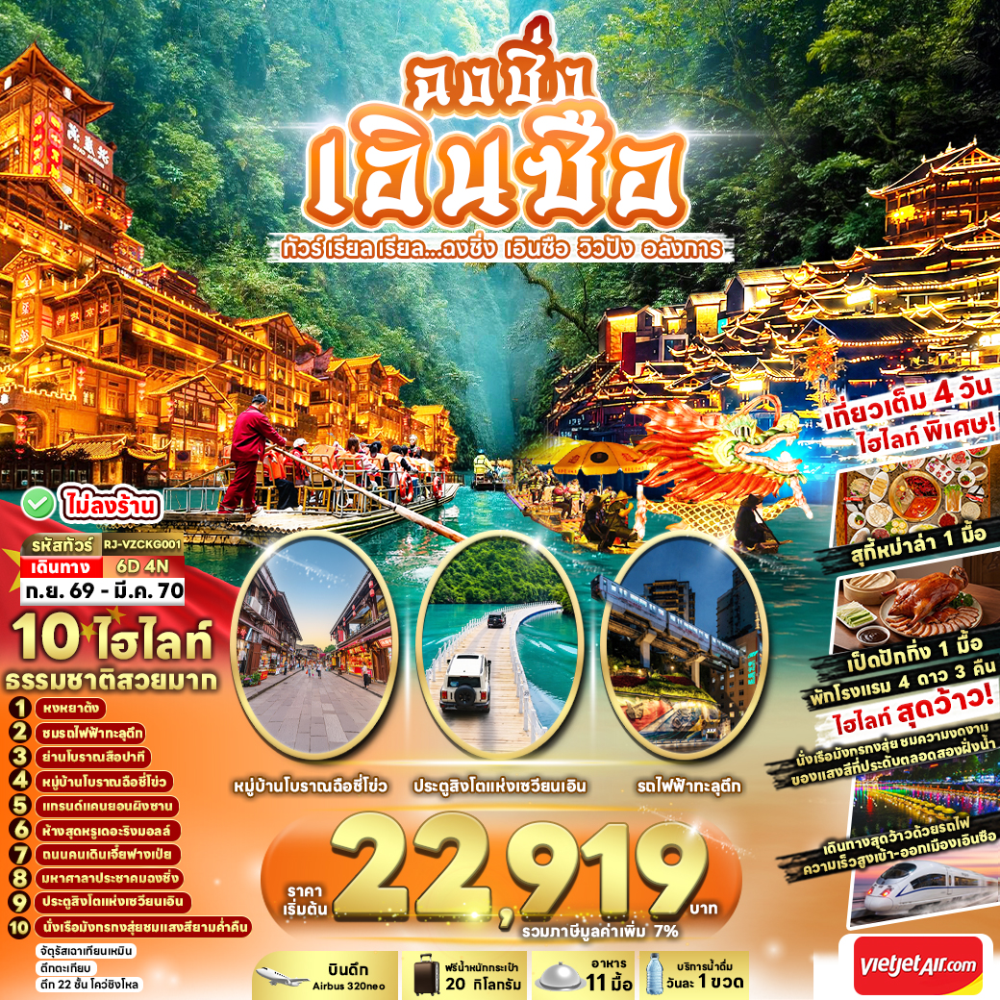 ฉงชิ่ง
เอินซือ
ทัวร์เรียล เรียล...ฉงชิ่ง เอินซือ วิวปัง อลังการ
เที่ยวเต็ม 4 วัน
ไฮไลท์ พิเศษ!
สุกี้หม่าล่า 1 มื้อ
เป็ดปักกิ่ง 1 มื้อ
พักโรงแรม 4 ดาว 3 คืน
ไฮไลท์ สุดว้าว!
นั่งเรือมังกรกงสุ่ย ชมความงดงาม
ของแสงสีที่ประดับตลอดสองฝั่งน้ำ
เดินทางสุดว้าวด้วยรถไฟ
ความเร็วสูงเข้า-ออกเมืองเอินซือ
ไม่ลงร้าน
รหัสทัวร์ RJ-VZCKG001
เดินทาง 6D 4N
ก.ย. 69 - มี.ค. 70
10 ไฮไลท์
ธรรมชาติสวยมาก
1 หงหยาต้ง
2 ชมรถไฟฟ้าทะลุตึก
3 ย่านโบราณสือปาที
4 หมู่บ้านโบราณฉือชี่โข่ว
5 แกรนด์แคนยอนผิงซาน
6 ห้างสุดหรูเดอะริงมอลล์
7 ถนนคนเดินเจี่ยฟางเป่ย
8 มหาศาลาประชาคมฉงชิ่ง
9 ประตูสิงโตแห่งเซวียนเอิน
10 นั่งเรือมังกรกงสุ่ยชมแสงสียามค่ำคืน
จัตุรัสเฉาเทียนเหมิน
ตึกตะเกียบ
ตึก 22 ชั้น โคว่ชิงโหล
หมู่บ้านโบราณฉือชี่โข่ว
ประตูสิงโตแห่งเซวียนเอิน
รถไฟฟ้าทะลุตึก
ราคา
เริ่มต้น
22,919
บาท
รวมภาษีมูลค่าเพิ่ม 7%
บินดึก
Airbus 320neo
ฟรีน้ำหนักกระเป๋า
20 กิโลกรัม
อาหาร
11 มื้อ
บริการน้ำดื่ม
วันละ 1 ขวด
vietjetAir.com